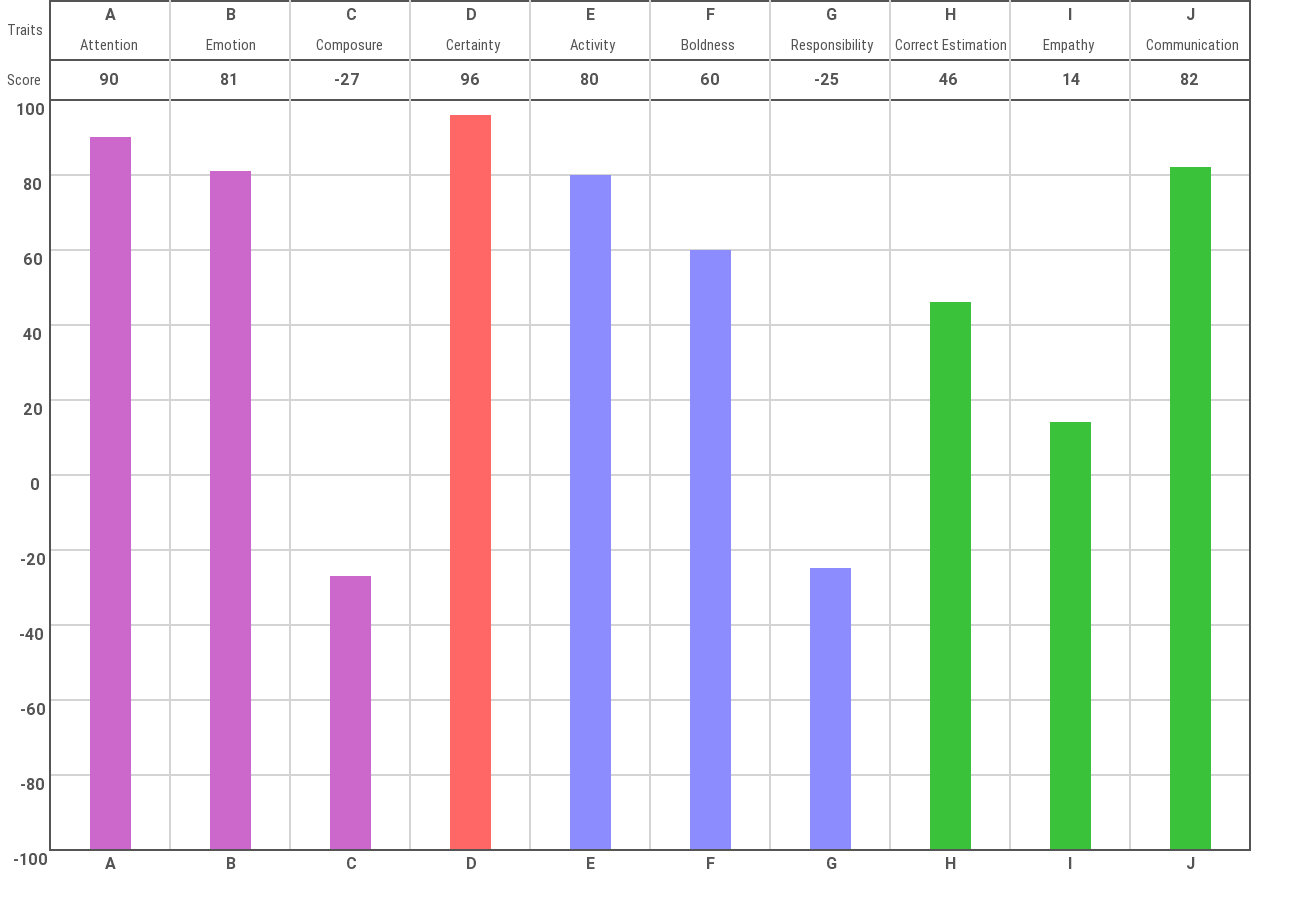 Traits A B C D E F G H I J
Attention Emotion Composure Certainty Activity Boldness Responsibility Correct Estimation Empathy Communication
Score 90 81 -27 96 80 60 -25 46 14 82
100
80
60
40
20
0
-20
-40
-60
-80
-100
A B C D E F G H I J